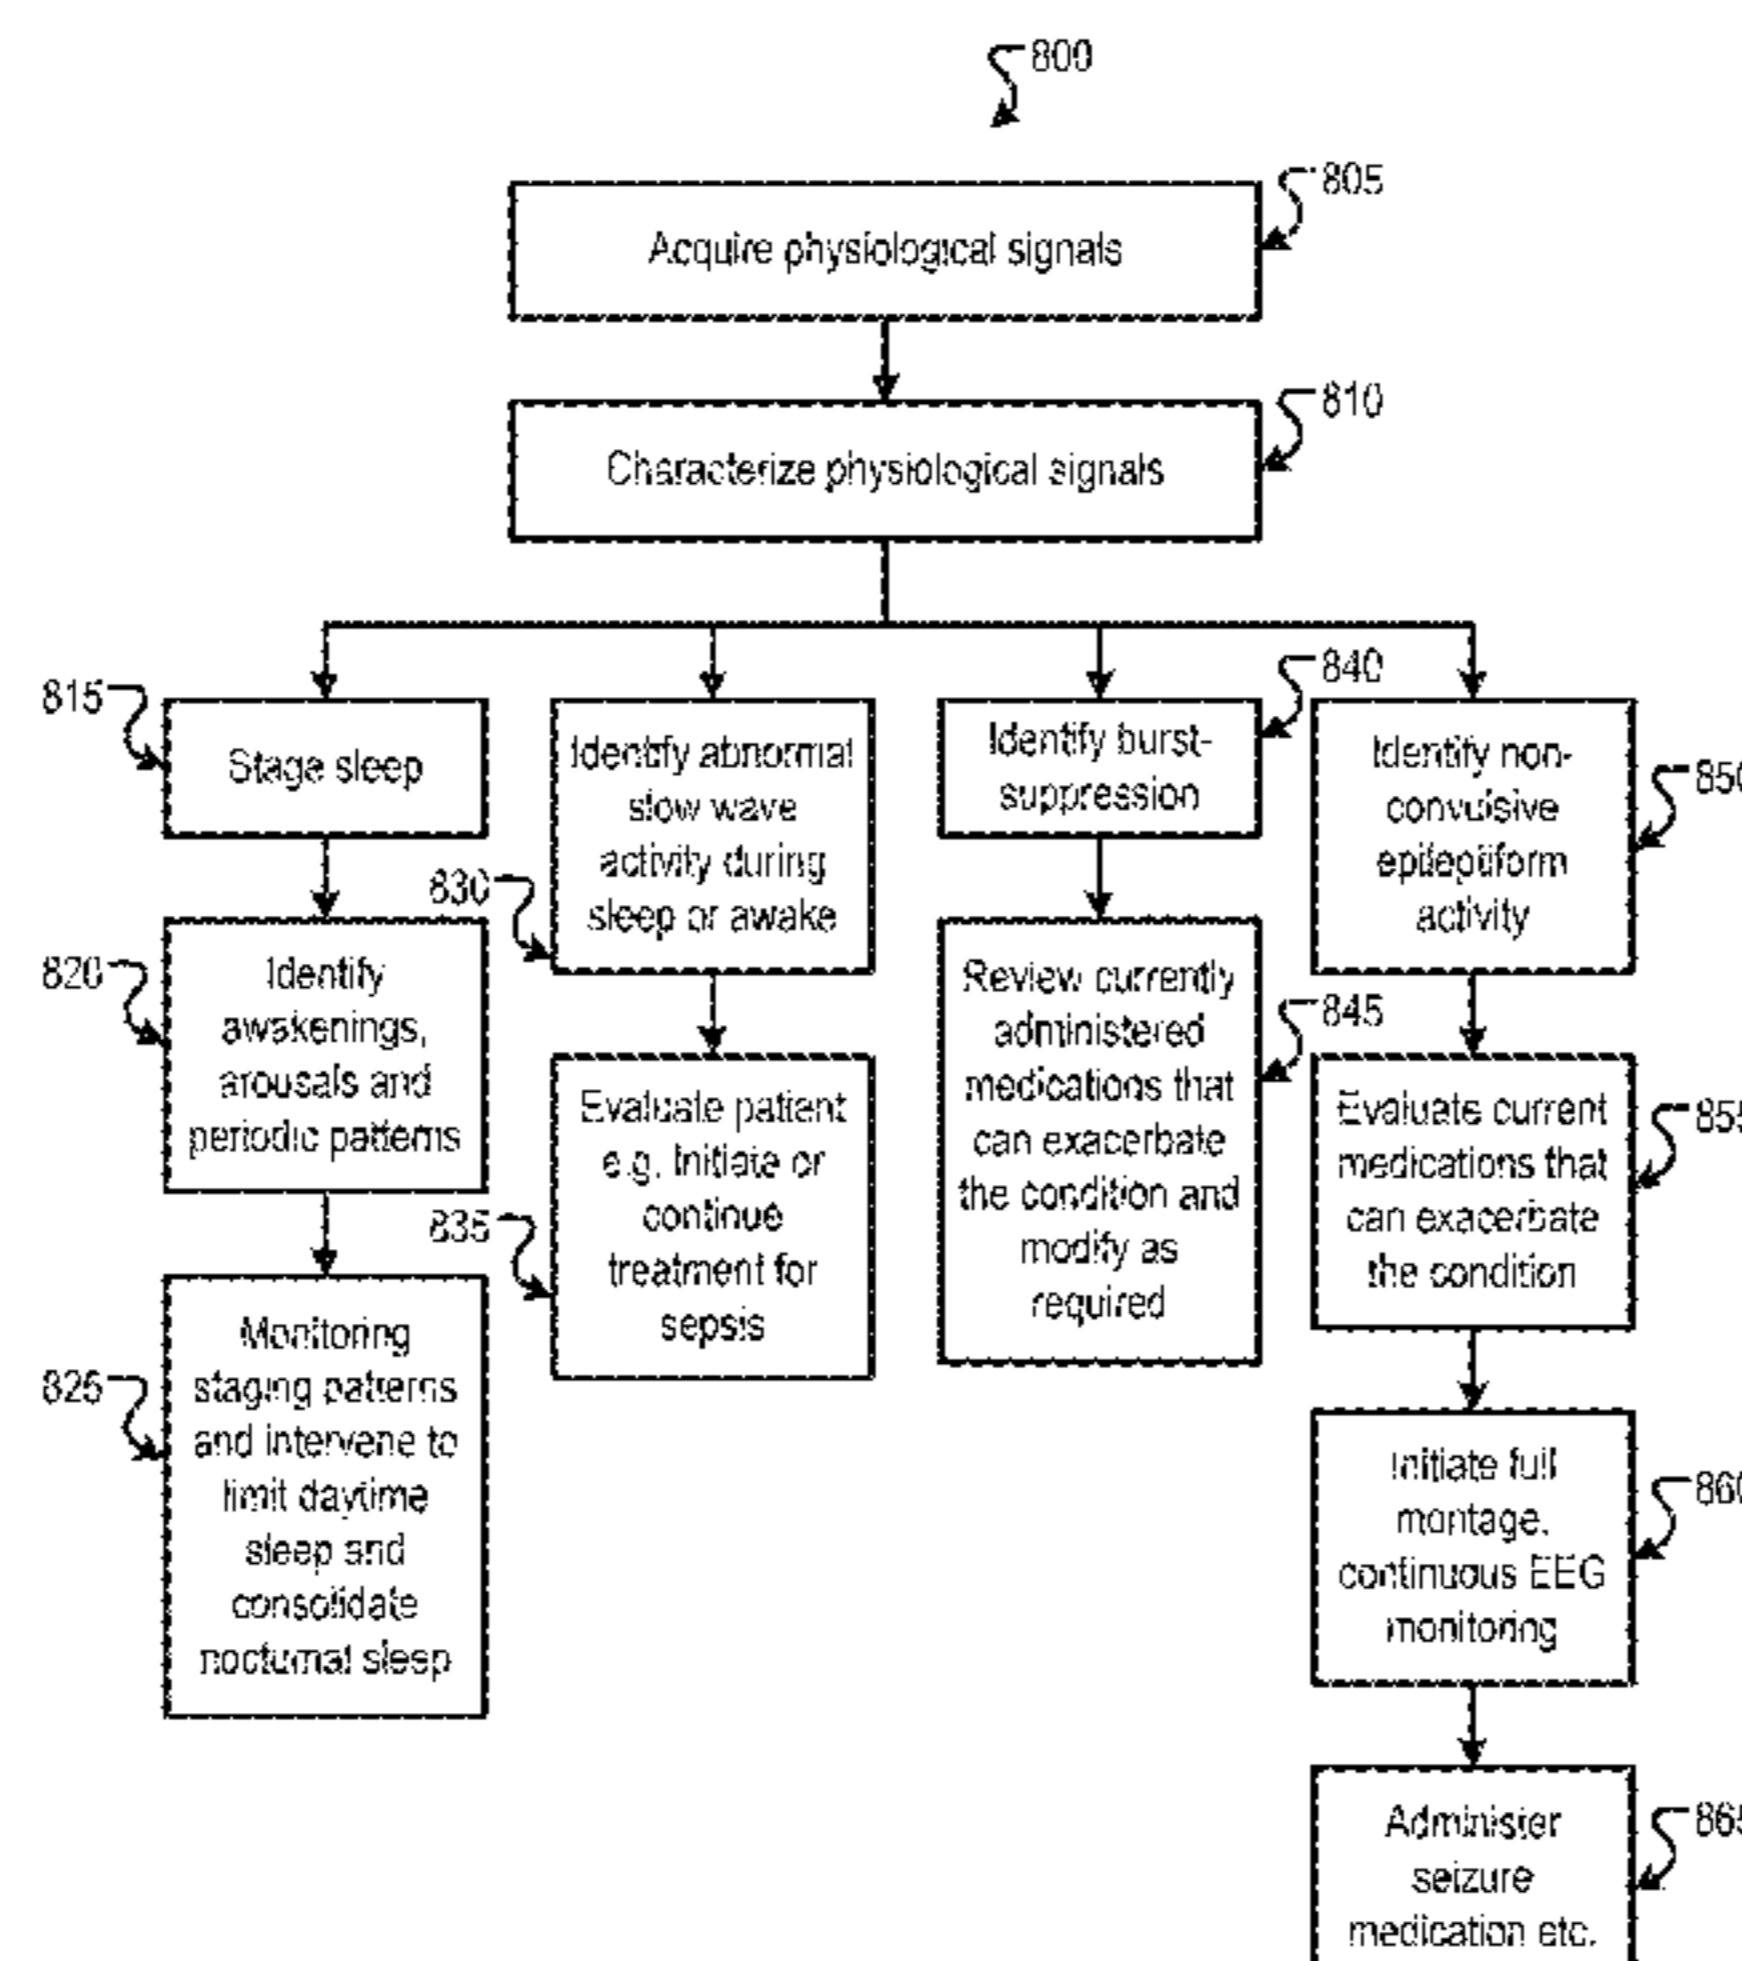 800
805
Acquire physiological signals
810
Characterize physiological signals
815
Stage sleep
820
Identify
awakenings,
arousals and
periodic patterns
825
Monitoring
staging patterns
and intervene to
limit daytime
sleep and
consolidate
nocturnal sleep
830
Identify abnormal
slow wave
activity during
sleep or awake
835
Evaluate patient
e.g. Initiate or
continue
treatment for
sepsis
840
Identify burst-
suppression
845
Review currently
administered
medications that
can exacerbate
the condition and
modify as
required
850
Identify non-
convulsive
epileptiform
activity
855
Evaluate current
medications that
can exacerbate
the condition
860
Initiate full
montage,
continuous EEG
monitoring
865
Administer
seizure
medication etc.